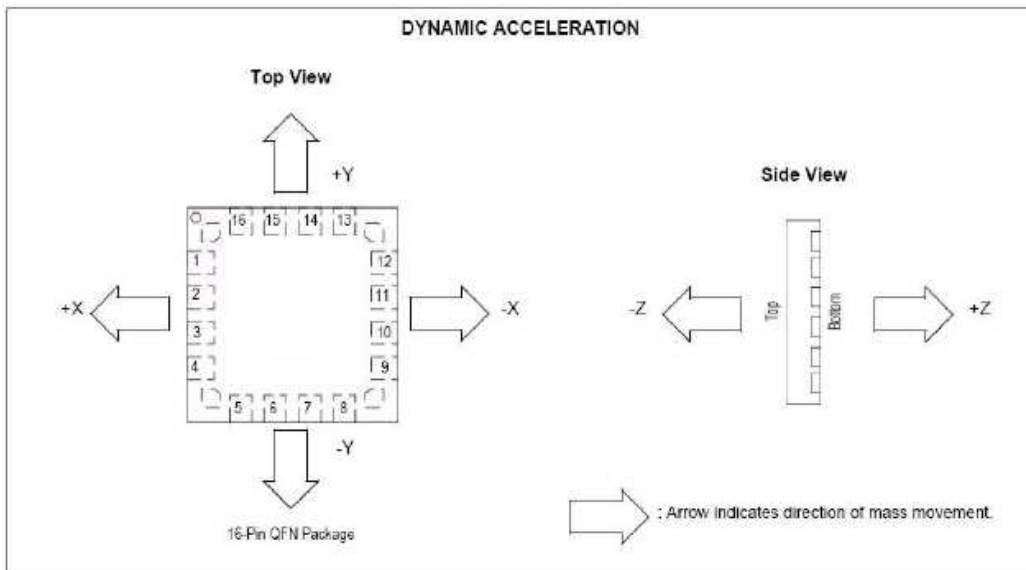 DYNAMIC ACCELERATION
Top View
+Y
Side View
16 15 14 13
1
12
2
11
+X
-X
3
10
4
9
5 6 7 8
-Z
Top
Bottom
+Z
-Y
16-Pin QFN Package
: Arrow indicates direction of mass movement.